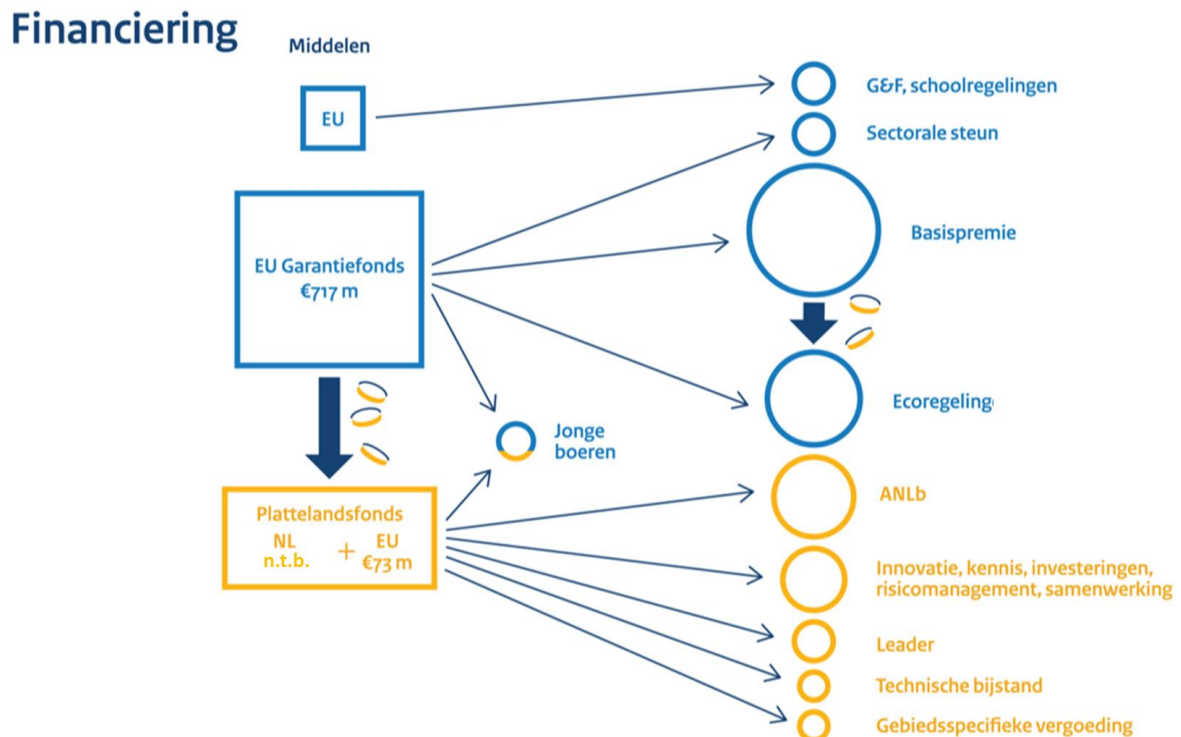 Financiering
Middelen
EU
G&F, schoolregelingen
Sectorale steun
Basispremie
EU Garantiefonds
€717 m
Ecoregeling
Jonge
boeren
Plattelandsfonds
NL + EU
n.t.b. €73 m
ANLb
Innovatie, kennis, investeringen,
risicomanagement, samenwerking
Leader
Technische bijstand
Gebiedsspecifieke vergoeding